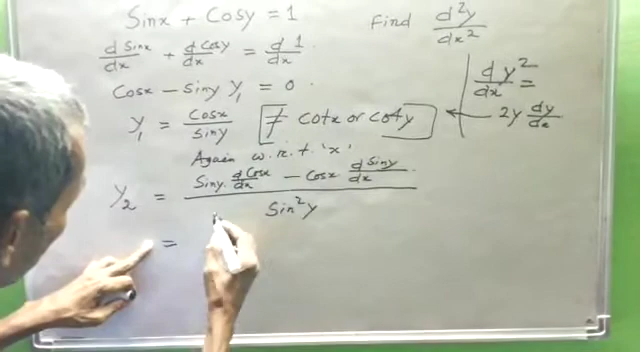 Sinx + Cosy = 1 Find d²y/dx²
d Sinx/dx + d Cosy/dx = d 1/dx
Cosx - Siny y₁ = 0 dy²/dx =
y₁ = Cosx/Siny ≠ cotx or coty ← 2y dy/dx
Again w.r.t 'x'
y₂ = (Siny. d Cosx/dx - Cosx d Siny/dx)/Sin²y
=